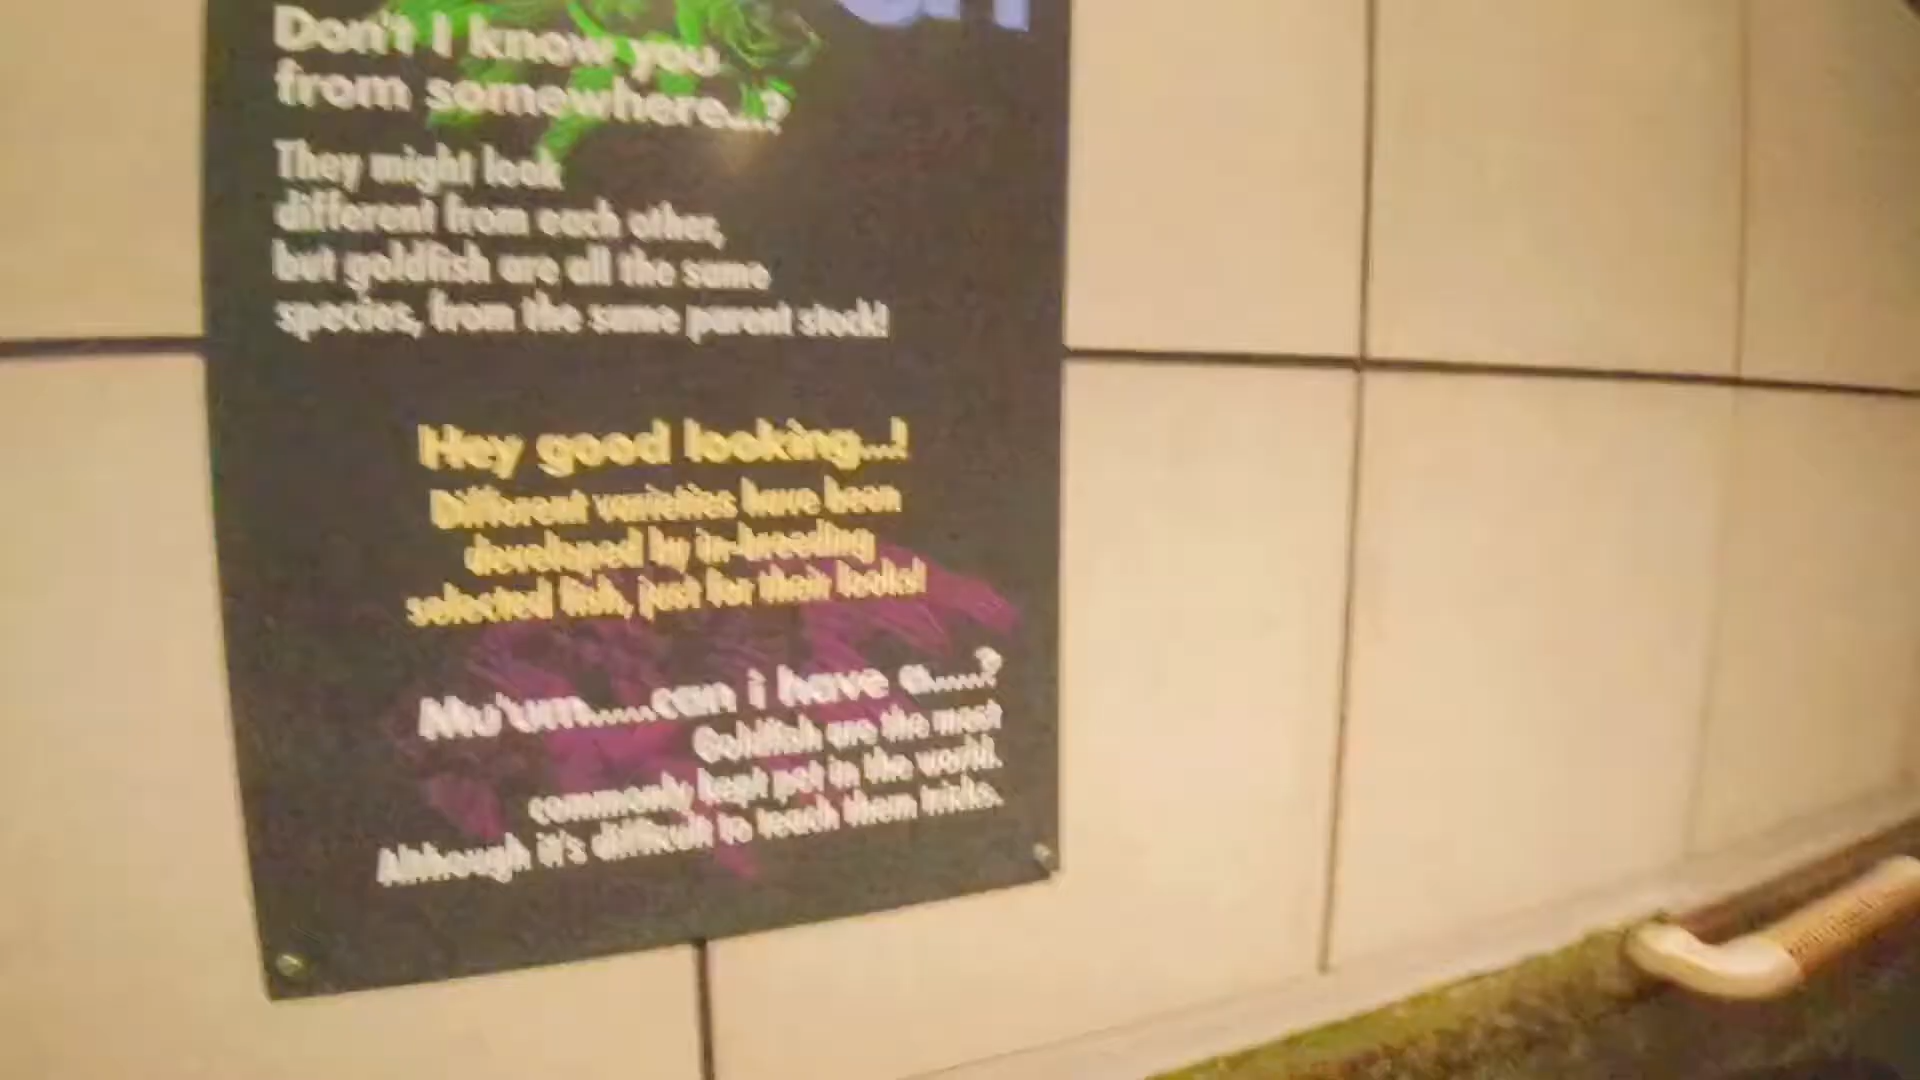 Don't I know you
from somewhere...?
They might look
different from each other,
but goldfish are all the same
species, from the same parent stock!
Hey good looking...!
Different varieties have been
developed by in-breeding
selected fish, just for their looks!
Mu'um.....can i have a.....?
Goldfish are the most
commonly kept pet in the world.
Although it's difficult to teach them tricks.